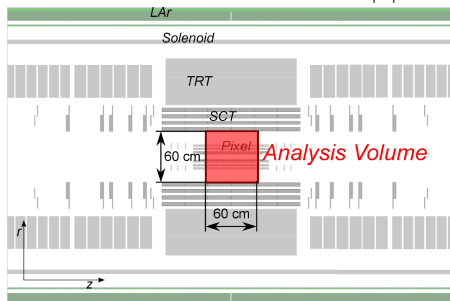 LAr
Solenoid
TRT
SCT
Pixel
Analysis Volume
60 cm
60 cm
r
z